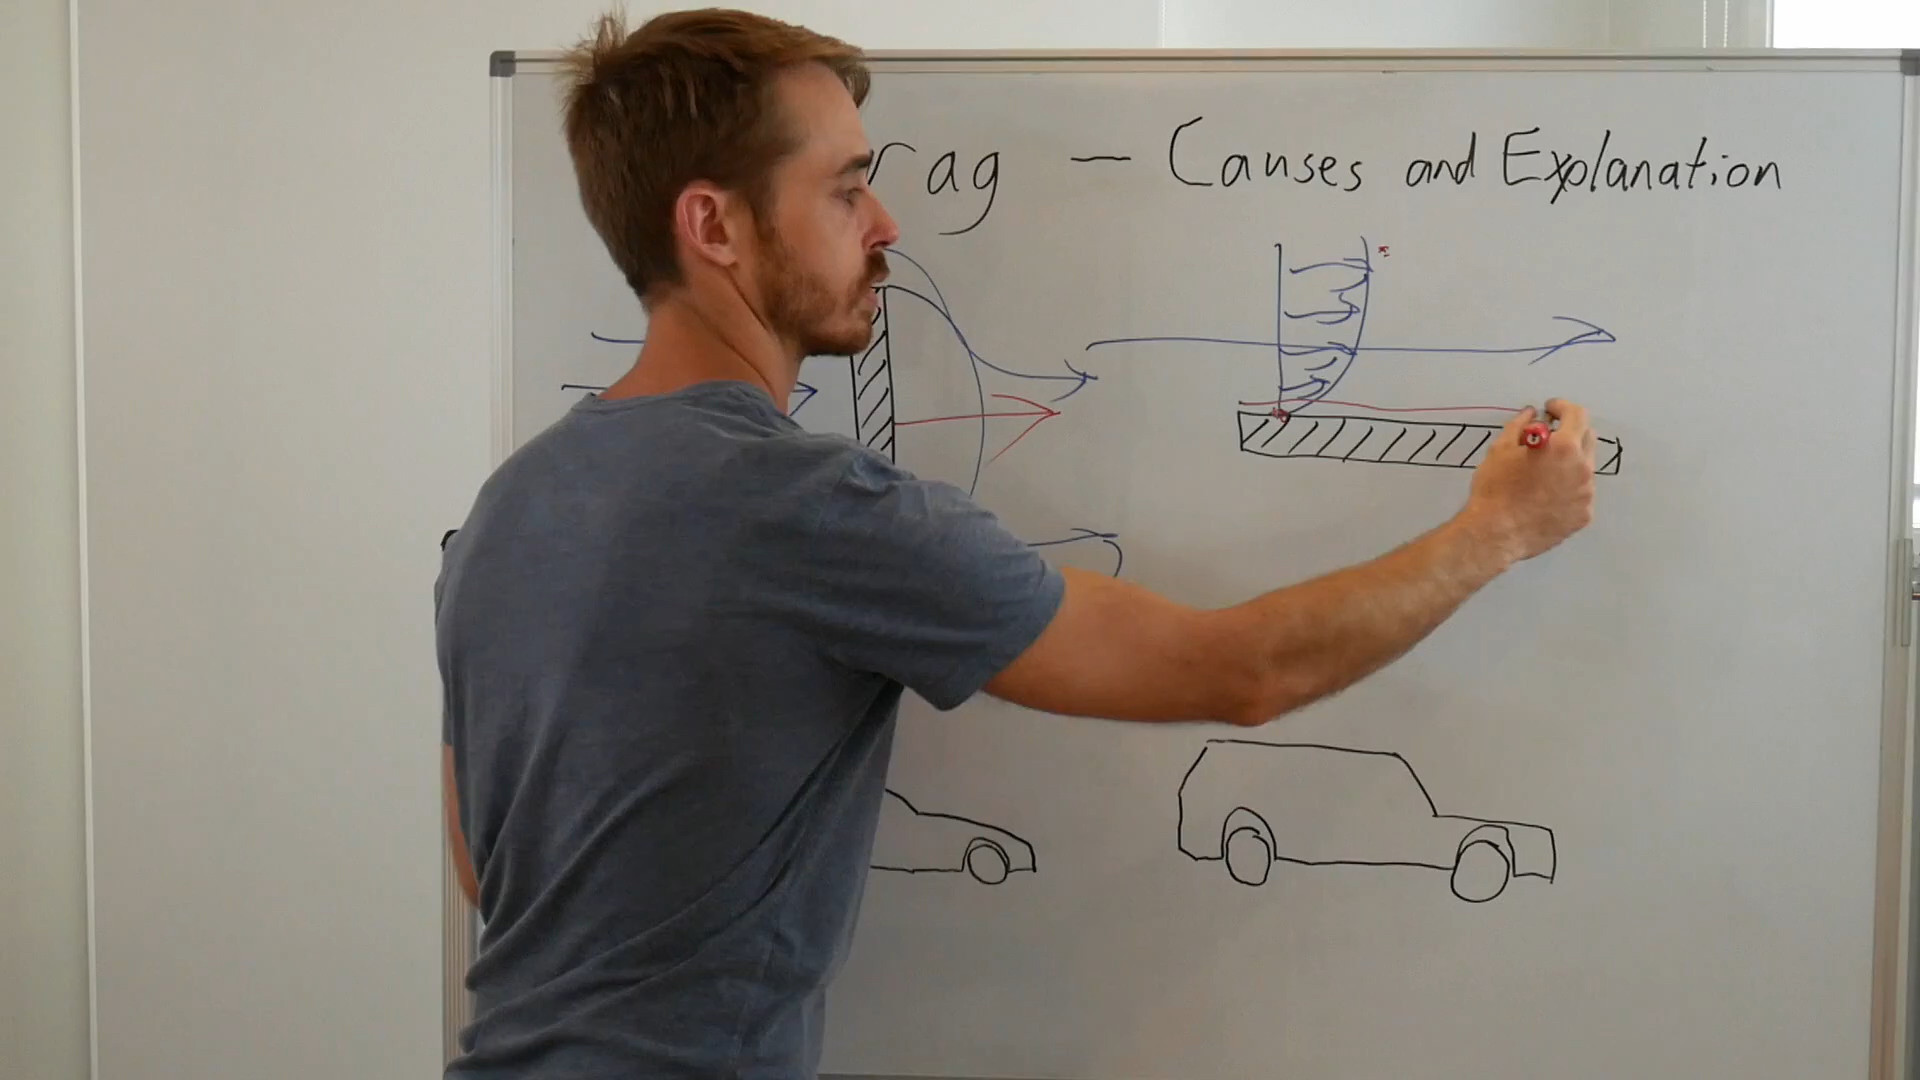 rag — Causes and Explanation